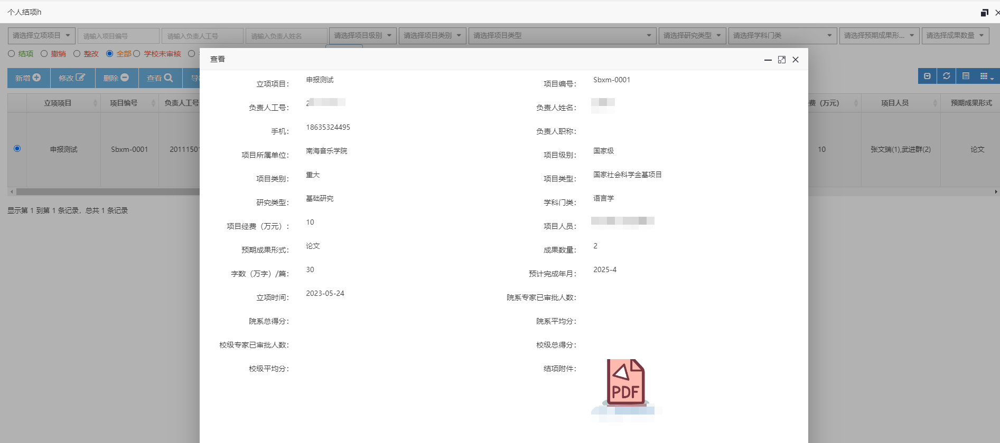 个人结项h
请选择立项项目 请输入项目编号 请输入负责人工号 请输入负责人姓名 请选择项目级别 请选择项目类别 请选择项目类型 请选择研究类型 请选择学科门类 请选择预期成果形... 请选择成果数量
结项 撤销 整改 全部 学校未审核
查看
新增 修改 删除 查看
立项项目 项目编号 负责人工号 费（万元） 项目人员 预期成果形式
申报测试 Sbxm-0001 2011150 10 张文瑞(1),武进群(2) 论文
显示第 1 到第 1 条记录，总共 1 条记录
立项项目： 申报测试 项目编号： Sbxm-0001
负责人工号： 2 负责人姓名：
手机： 18635324495 负责人职称：
项目所属单位： 南海音乐学院 项目级别： 国家级
项目类别： 重大 项目类型： 国家社会科学金基项目
研究类型： 基础研究 学科门类： 语言学
项目经费（万元）： 10 项目人员：
预期成果形式： 论文 成果数量： 2
字数（万字）/篇： 30 预计完成年月： 2025-4
立项时间： 2023-05-24 院系专家已审批人数：
院系总得分： 院系平均分：
校级专家已审批人数： 校级总得分：
校级平均分： 结项附件：
PDF